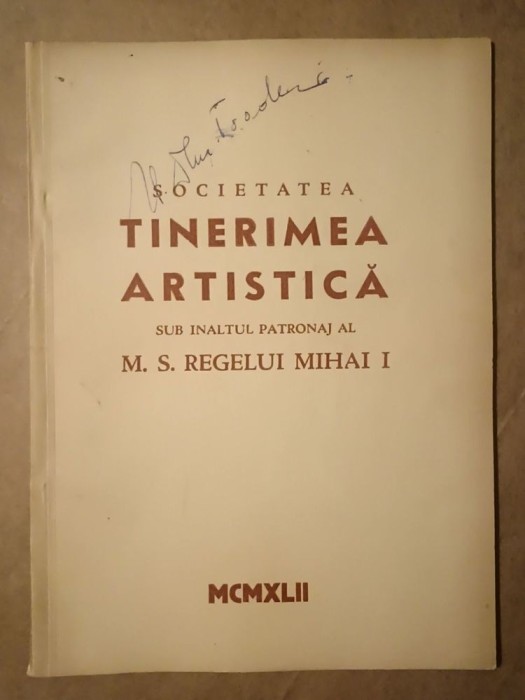 SOCIETATEA
TINERIMEA
ARTISTICĂ
SUB INALTUL PATRONAJ AL
M. S. REGELUI MIHAI I
MCMXLII